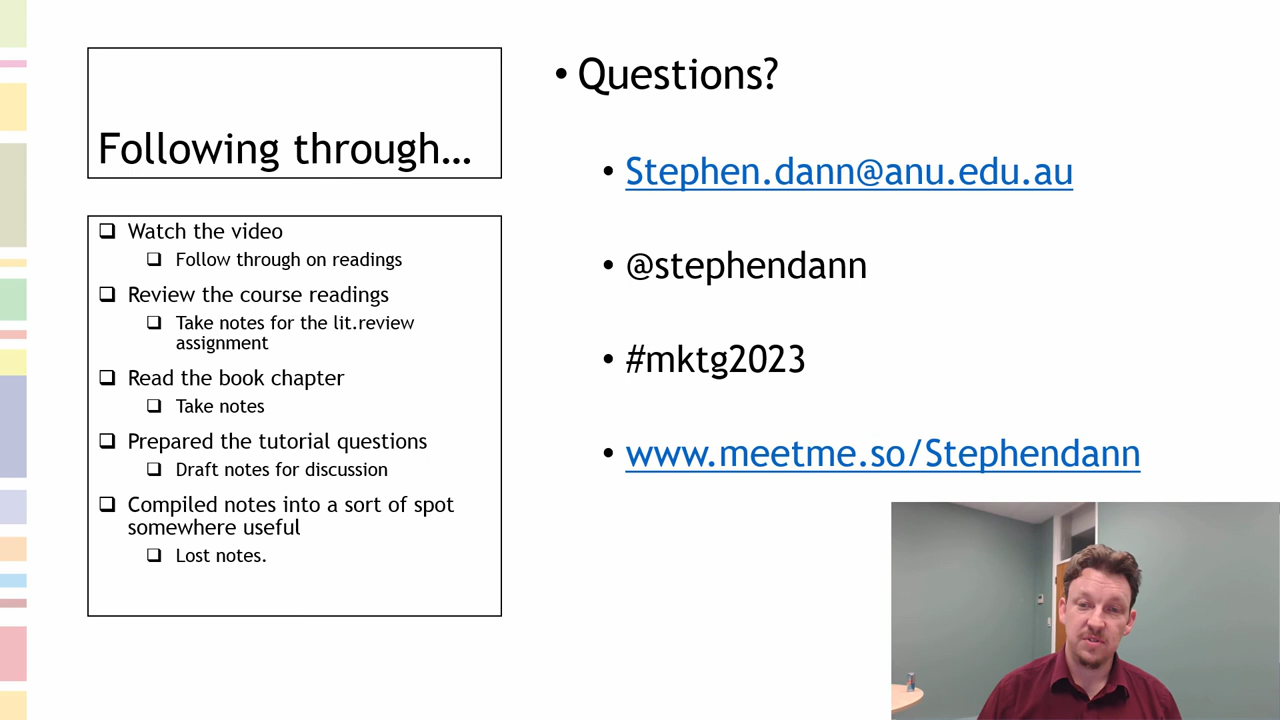 Following through...
Watch the video
Follow through on readings
Review the course readings
Take notes for the lit.review
assignment
Read the book chapter
Take notes
Prepared the tutorial questions
Draft notes for discussion
Compiled notes into a sort of spot
somewhere useful
Lost notes.
• Questions?
• Stephen.dann@anu.edu.au
• @stephendann
• #mktg2023
• www.meetme.so/Stephendann